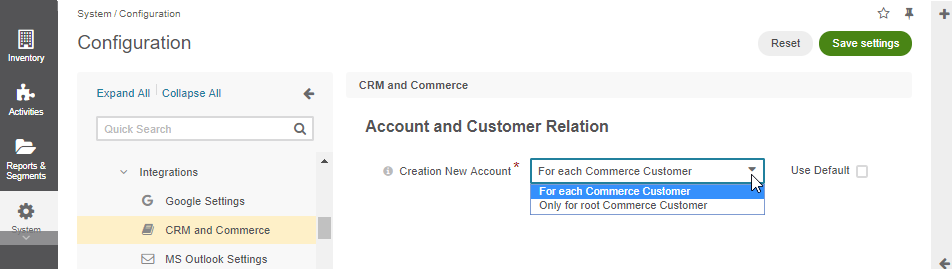 System / Configuration
Configuration
Reset
Save settings
Inventory
Activities
Reports &
Segments
System
Expand All
Collapse All
Quick Search
Integrations
Google Settings
CRM and Commerce
MS Outlook Settings
CRM and Commerce
Account and Customer Relation
Creation New Account *
For each Commerce Customer
Use Default
For each Commerce Customer
Only for root Commerce Customer